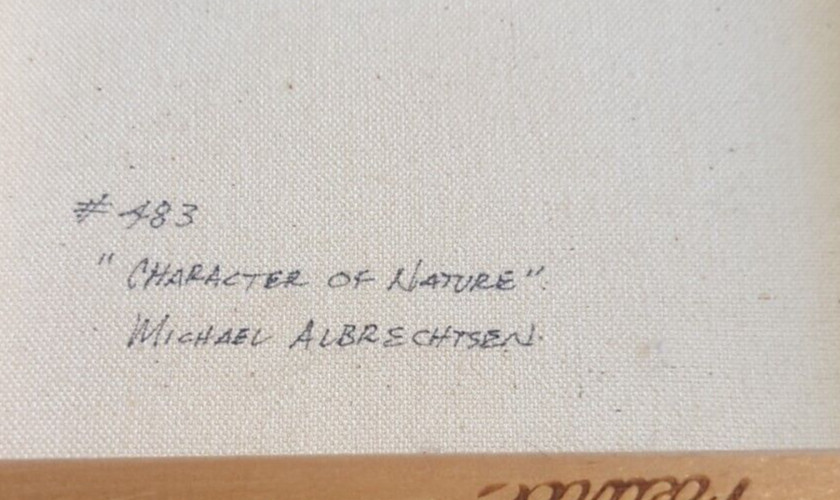 # 483
"CHARACTER OF NATURE".
MICHAEL ALBRECHTSEN.